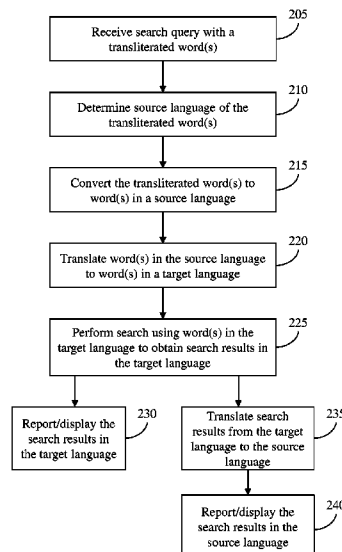 205
Receive search query with a
transliterated word(s)
210
Determine source language of the
transliterated word(s)
215
Convert the transliterated word(s) to
word(s) in a source language
220
Translate word(s) in the source language
to word(s) in a target language
225
Perform search using word(s) in the
target language to obtain search results in
the target language
230
Report/display the
search results in
the target language
235
Translate search
results from the target
language to the source
language
240
Report/display the
search results in the
source language